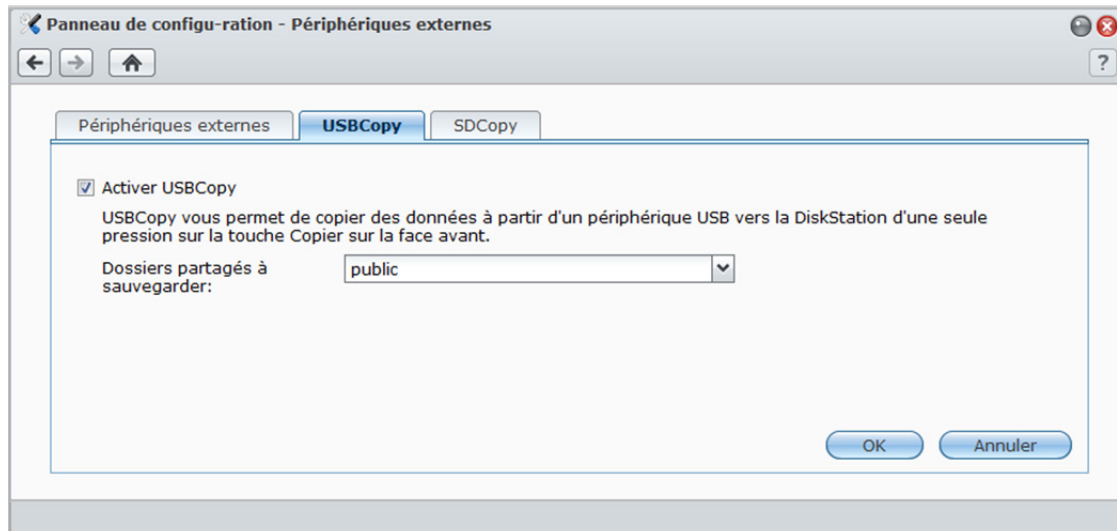 Panneau de configu-ration - Périphériques externes
?
Périphériques externes USBCopy SDCopy
Activer USBCopy
USBCopy vous permet de copier des données à partir d'un périphérique USB vers la DiskStation d'une seule
pression sur la touche Copier sur la face avant.
Dossiers partagés à public
sauvegarder:
OK Annuler